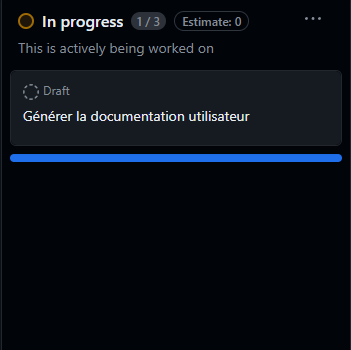 In progress 1 / 3 Estimate: 0
This is actively being worked on
Draft
Générer la documentation utilisateur